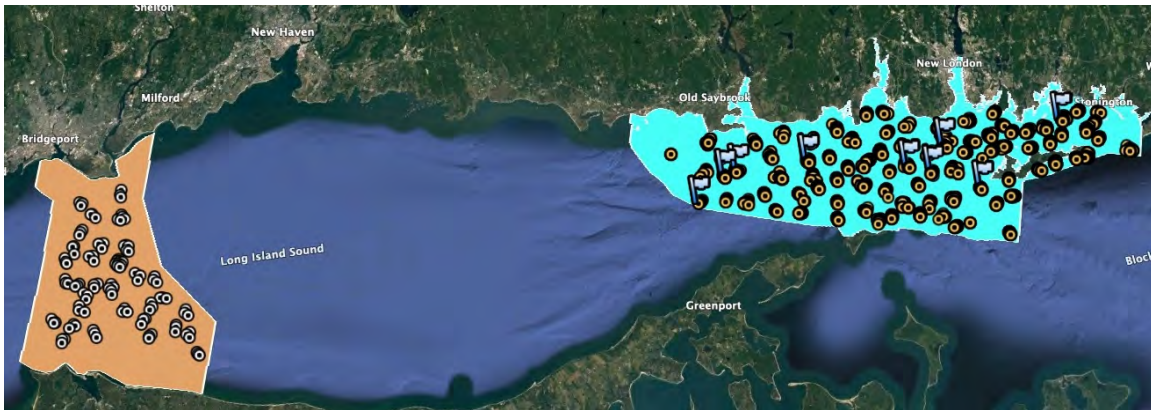 Shelton
New Haven
Milford
Bridgeport
Old Saybrook
New London
Stonington
Long Island Sound
Greenport
Block